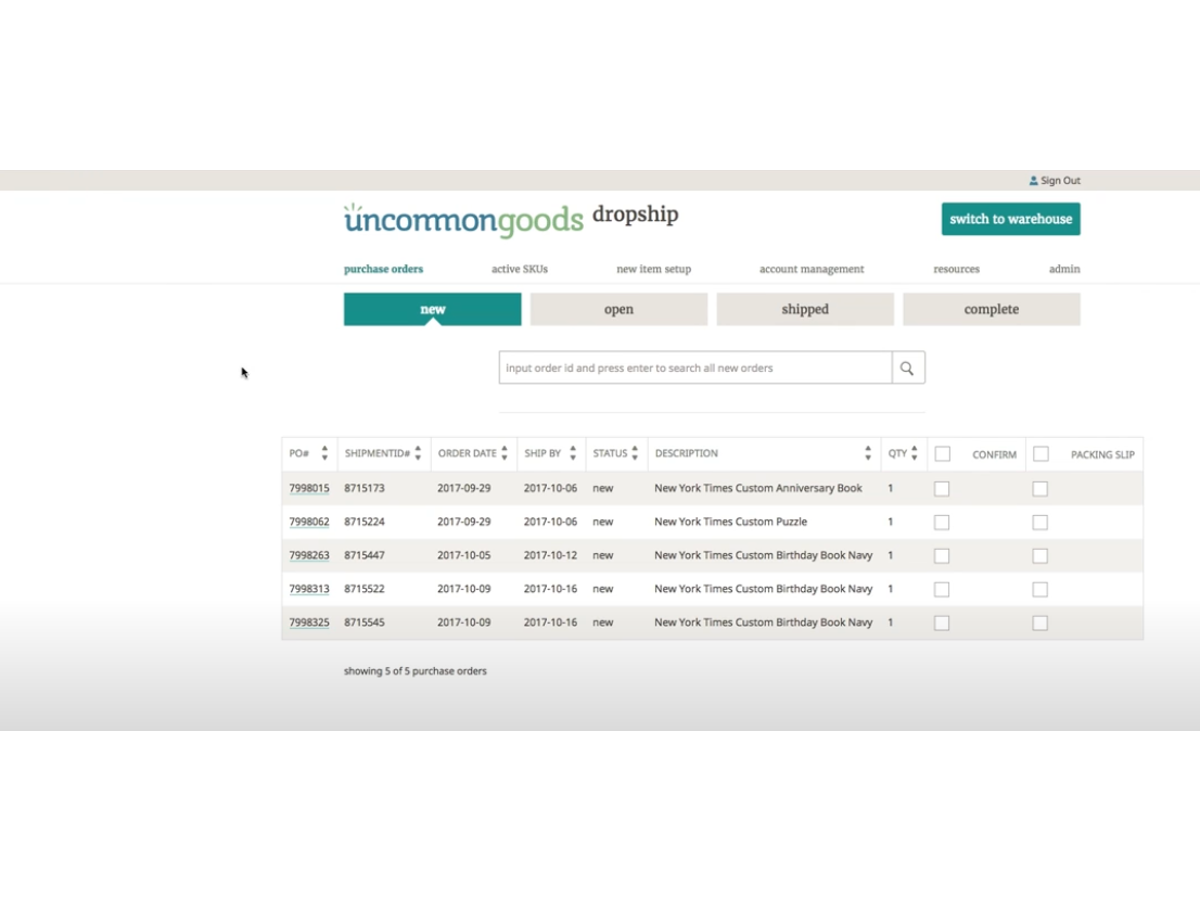 Sign Out
uncommongoods dropship
switch to warehouse
purchase orders active SKUs new item setup account management resources admin
new open shipped complete
input order id and press enter to search all new orders
PO# SHIPMENTID# ORDER DATE SHIP BY STATUS DESCRIPTION QTY CONFIRM PACKING SLIP
7998015 8715173 2017-09-29 2017-10-06 new New York Times Custom Anniversary Book 1
7998062 8715224 2017-09-29 2017-10-06 new New York Times Custom Puzzle 1
7998263 8715447 2017-10-05 2017-10-12 new New York Times Custom Birthday Book Navy 1
7998313 8715522 2017-10-09 2017-10-16 new New York Times Custom Birthday Book Navy 1
7998325 8715545 2017-10-09 2017-10-16 new New York Times Custom Birthday Book Navy 1
showing 5 of 5 purchase orders